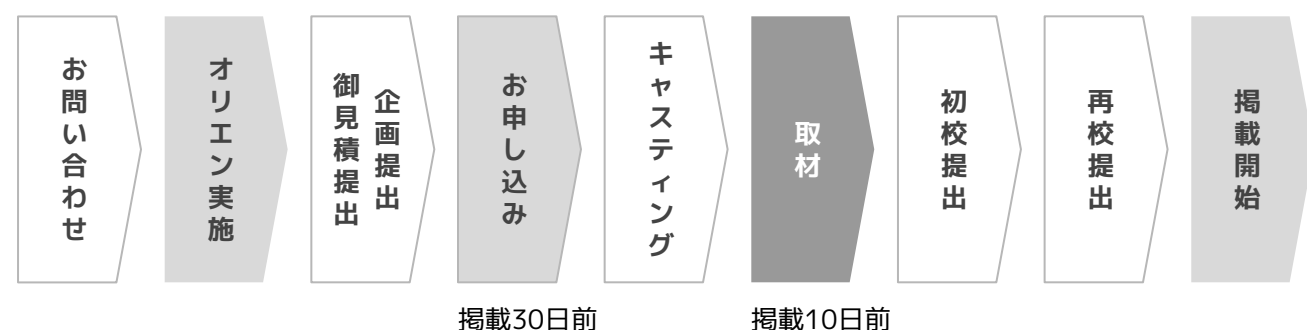 お問い合わせ
オリエン実施
企画提出
御見積提出
お申し込み
キャスティング
取材
初校提出
再校提出
掲載開始
掲載30日前
掲載10日前